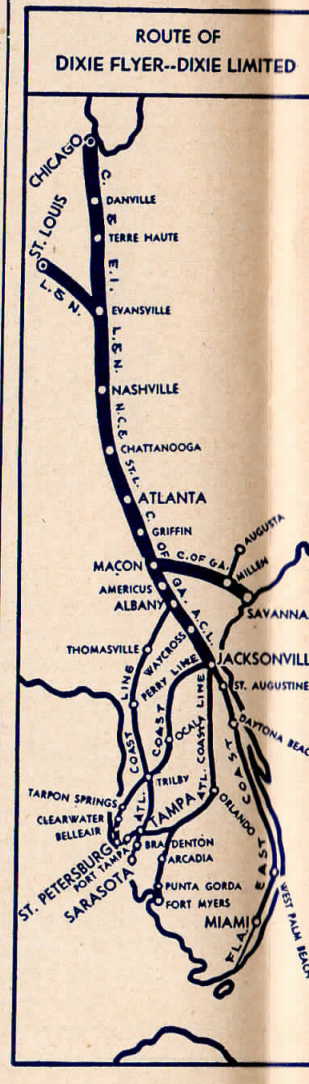 ROUTE OF
DIXIE FLYER--DIXIE LIMITED
CHICAGO
C. & E. I.
DANVILLE
TERRE HAUTE
ST. LOUIS
L. & N.
EVANSVILLE
L. & N.
NASHVILLE
N. C. & ST. L.
CHATTANOOGA
ATLANTA
GRIFFIN
C. OF GA.
AUGUSTA
MACON
C. OF GA.
MILLEN
AMERICUS
ALBANY
A. C. L.
SAVANNA
THOMASVILLE
WAYCROSS
PERRY LINE
JACKSONVILL
ST. AUGUSTINE
COAST LINE
COAST
ATL. COAST LINE
OCALA
DAYTONA BEAC
TRILBY
TARPON SPRINGS
ATL.
CLEARWATER
TAMPA
ORLANDO
BELLEAIR
ST. PETERSBURG
PORT TAMPA
BRADENTON
SARASOTA
ARCADIA
PUNTA GORDA
FORT MYERS
WEST PALM BEACH
MIAMI
FLA. EAST COAST